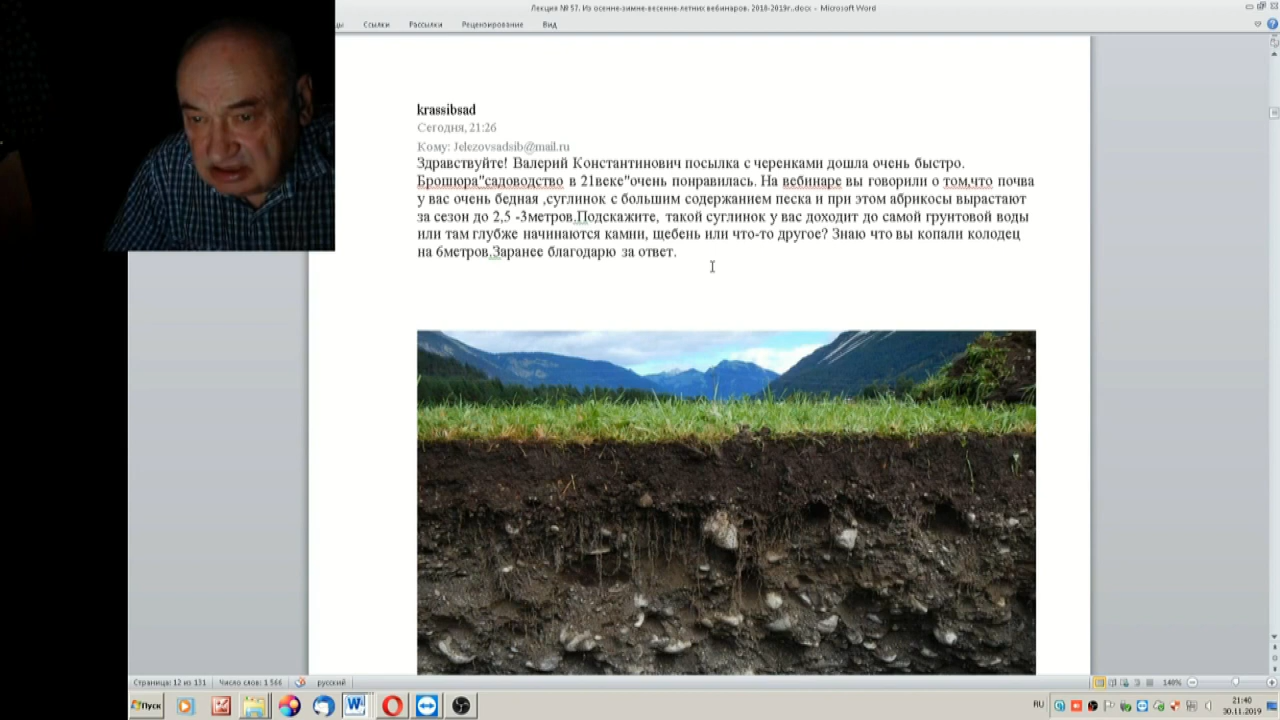 Лекция № 57. Из осенне-зимне-весенне-летних вебинаров. 2018-2019г..docx - Microsoft Word
Ссылки Рассылки Рецензирование Вид
krassibsad
Сегодня, 21:26
Кому: Jelezovsadsib@mail.ru
Здравствуйте! Валерий Константинович посылка с черенками дошла очень быстро.
Брошюра"садоводство в 21веке"очень понравилась. На вебинаре вы говорили о том,что почва
у вас очень бедная ,суглинок с большим содержанием песка и при этом абрикосы вырастают
за сезон до 2,5 -3метров.Подскажите, такой суглинок у вас доходит до самой грунтовой воды
или там глубже начинаются камни, щебень или что-то другое? Знаю что вы копали колодец
на 6метров.Заранее благодарю за ответ.
Страница: 12 из 131 Число слов: 1 566 русский 140%
Пуск RU 21:40
30.11.2019